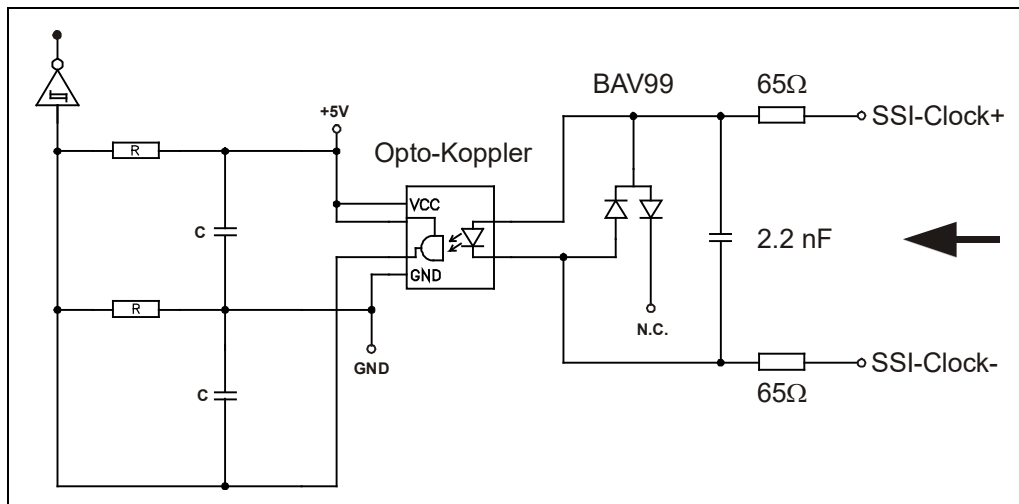 BAV99
65Ω
SSI-Clock+
+5V
Opto-Koppler
R
VCC
C
2.2 nF
GND
R
N.C.
GND
SSI-Clock-
C
65Ω